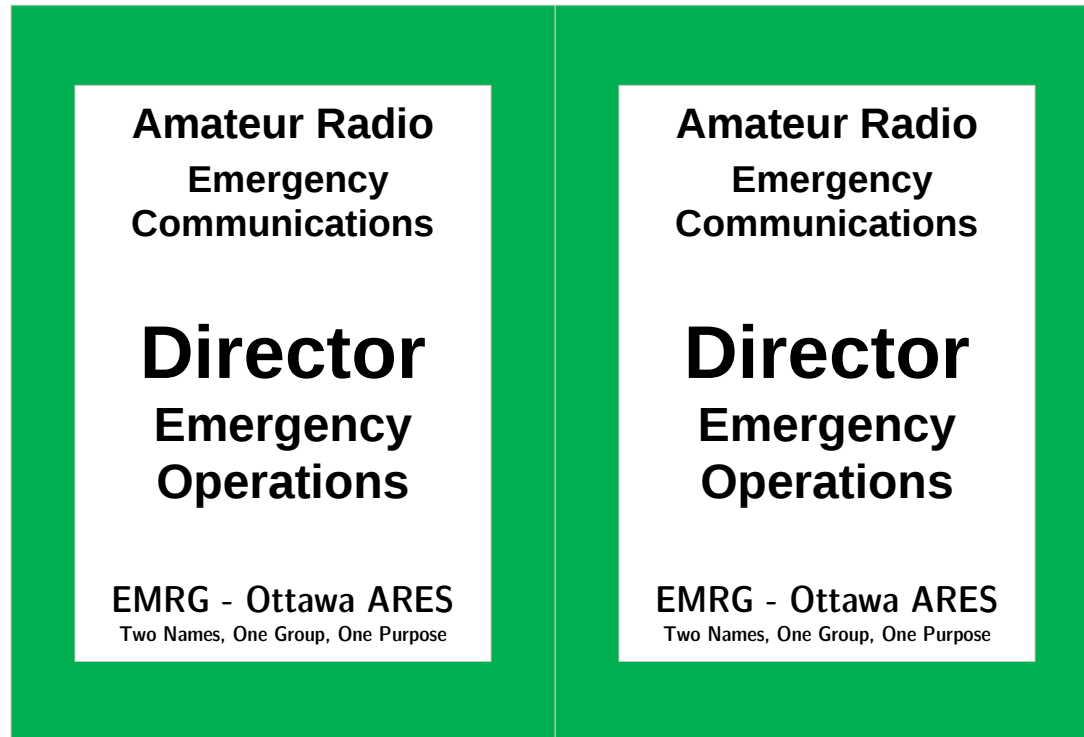 Amateur Radio
Emergency
Communications
Director
Emergency
Operations
EMRG - Ottawa ARES
Two Names, One Group, One Purpose
Amateur Radio
Emergency
Communications
Director
Emergency
Operations
EMRG - Ottawa ARES
Two Names, One Group, One Purpose